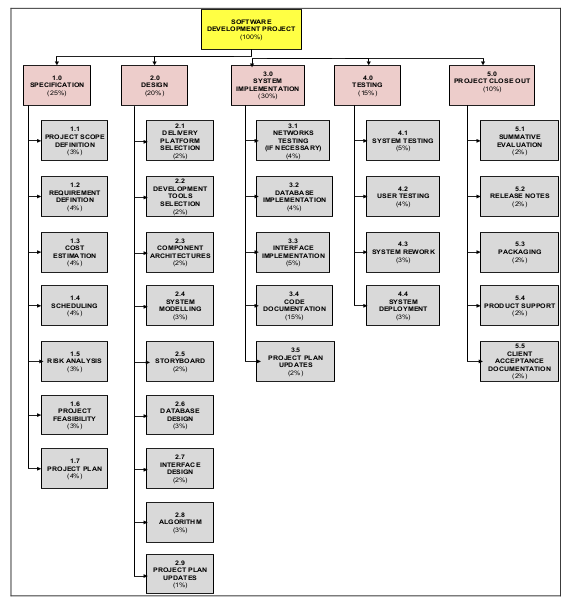 SOFTWARE
DEVELOPMENT PROJECT
(100%)
1.0
SPECIFICATION
(25%)
2.0
DESIGN
(20%)
3.0
SYSTEM
IMPLEMENTATION
(30%)
4.0
TESTING
(15%)
5.0
PROJECT CLOSE OUT
(10%)
1.1
PROJECT SCOPE
DEFINITION
(3%)
1.2
REQUIREMENT
DEFINTION
(4%)
1.3
COST
ESTIMATION
(4%)
1.4
SCHEDULING
(4%)
1.5
RISK ANALYSIS
(3%)
1.6
PROJECT
FEASIBILITY
(3%)
1.7
PROJECT PLAN
(4%)
2.1
DELIVERY
PLATFORM
SELECTION
(2%)
2.2
DEVELOPMENT
TOOLS
SELECTION
(2%)
2.3
COMPONENT
ARCHITECTURES
(2%)
2.4
SYSTEM
MODELLING
(3%)
2.5
STORYBOARD
(2%)
2.6
DATABASE
DESIGN
(3%)
2.7
INTERFACE
DESIGN
(2%)
2.8
ALGORITHM
(3%)
2.9
PROJECT PLAN
UPDATES
(1%)
3.1
NETWORKS
TESTING
(IF NECESSARY)
(4%)
3.2
DATABASE
IMPLEMENTATION
(4%)
3.3
INTERFACE
IMPLEMENTATION
(5%)
3.4
CODE
DOCUMENTATION
(15%)
3.5
PROJECT PLAN
UPDATES
(2%)
4.1
SYSTEM TESTING
(5%)
4.2
USER TESTING
(4%)
4.3
SYSTEM REWORK
(3%)
4.4
SYSTEM
DEPLOYMENT
(3%)
5.1
SUMMATIVE
EVALUATION
(2%)
5.2
RELEASE NOTES
(2%)
5.3
PACKAGING
(2%)
5.4
PRODUCT SUPPORT
(2%)
5.5
CLIENT
ACCEPTANCE
DOCUMENTATION
(2%)